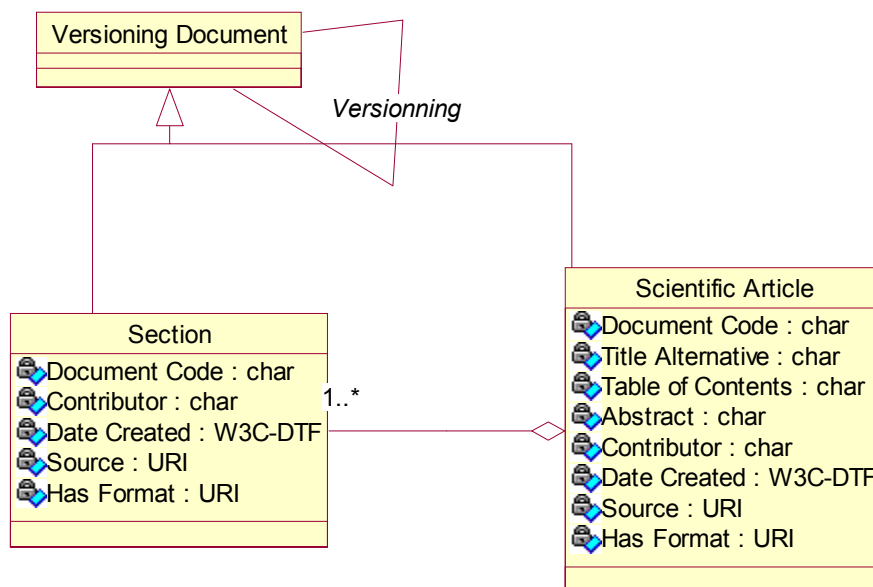 Versioning Document
Versionning
Section
Document Code : char
Contributor : char
Date Created : W3C-DTF
Source : URI
Has Format : URI
1..*
Scientific Article
Document Code : char
Title Alternative : char
Table of Contents : char
Abstract : char
Contributor : char
Date Created : W3C-DTF
Source : URI
Has Format : URI